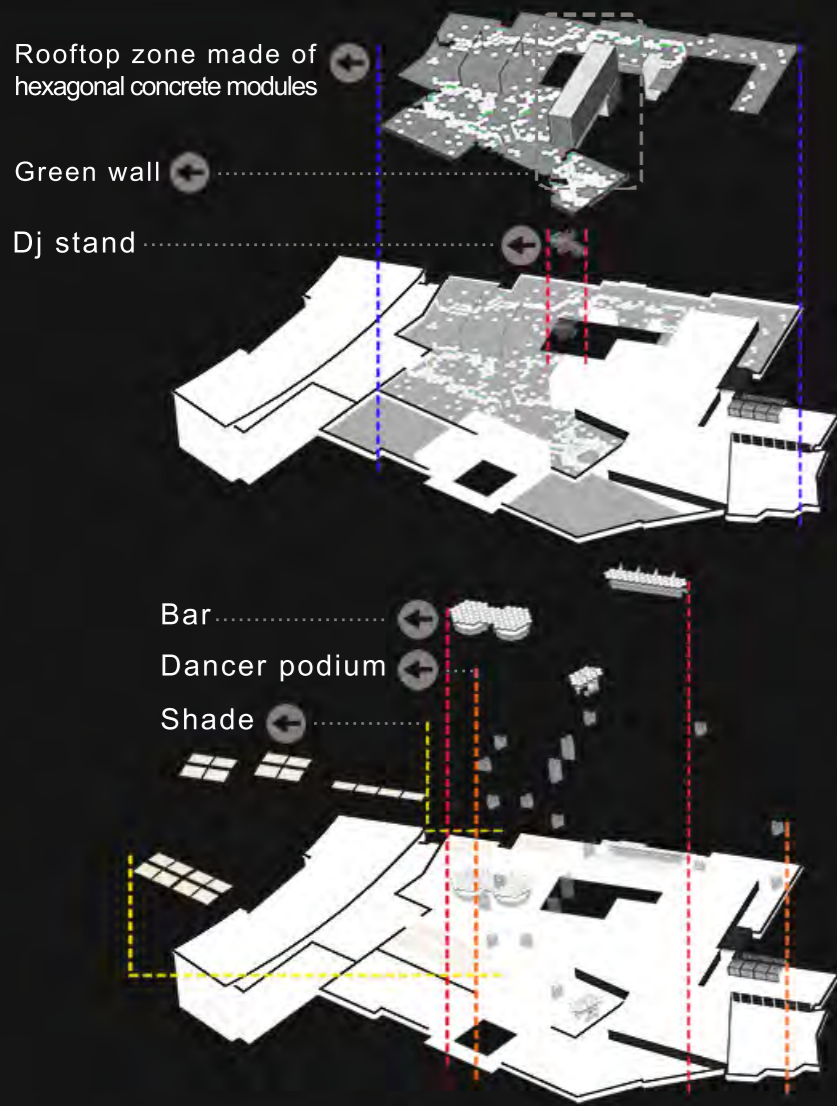 Rooftop zone made of
hexagonal concrete modules
Green wall
Dj stand
Bar
Dancer podium
Shade